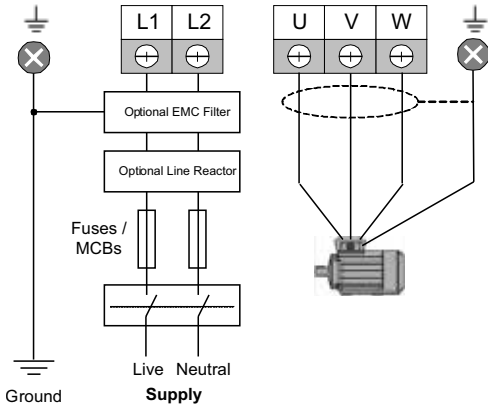 L1 L2 U V W
Optional EMC Filter
Optional Line Reactor
Fuses /
MCBs
Live Neutral
Ground
Supply